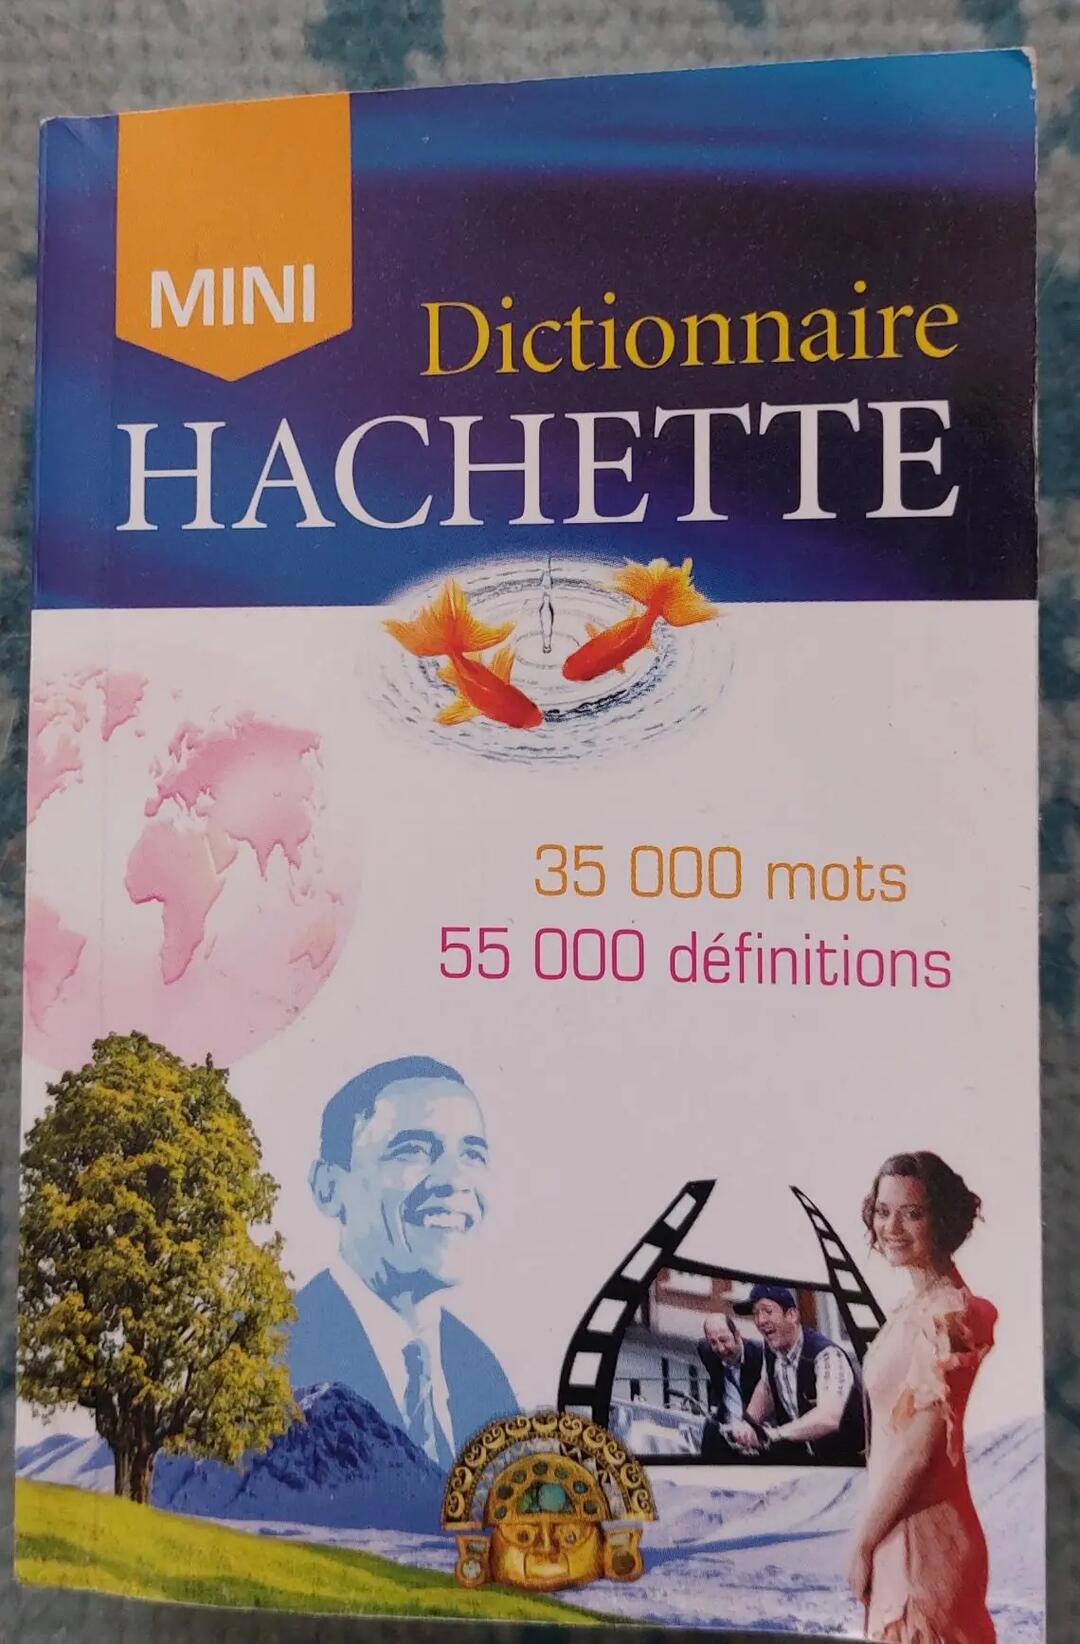 MINI
Dictionnaire
HACHETTE
35 000 mots
55 000 définitions